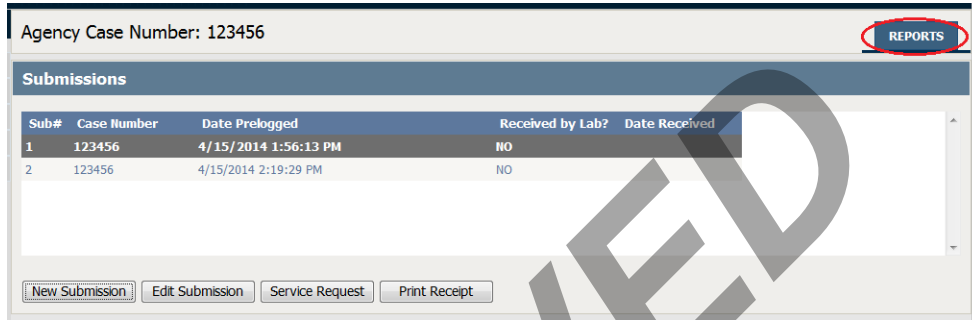 Agency Case Number: 123456
REPORTS
Submissions
Sub# Case Number Date Prelogged Received by Lab? Date Received
1 123456 4/15/2014 1:56:13 PM NO
2 123456 4/15/2014 2:19:29 PM NO
New Submission Edit Submission Service Request Print Receipt